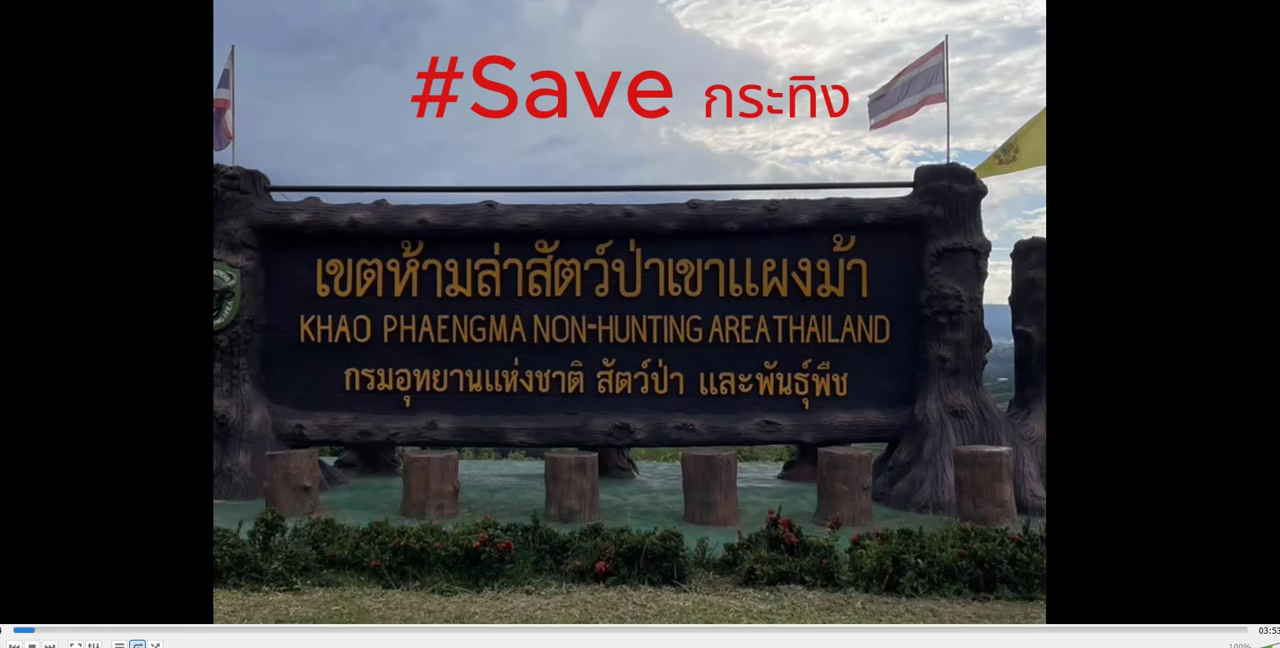 #Save กระทิง
เขตห้ามล่าสัตว์ป่าเขาแผงม้า
KHAO PHAENGMA NON-HUNTING AREA THAILAND
กรมอุทยานแห่งชาติ สัตว์ป่า และพันธุ์พืช
03:53
100%